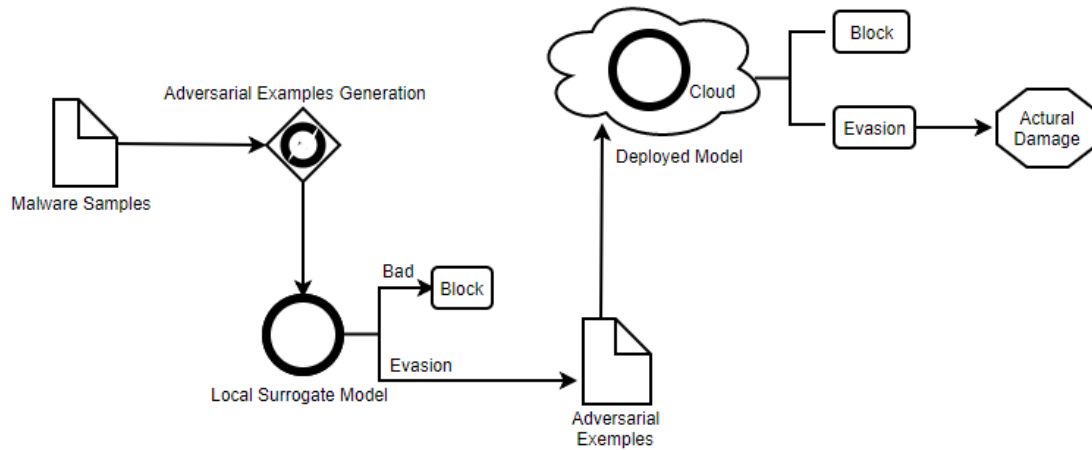 Malware Samples
Adversarial Examples Generation
Local Surrogate Model
Bad
Block
Evasion
Adversarial
Exemples
Cloud
Deployed Model
Block
Evasion
Actural
Damage